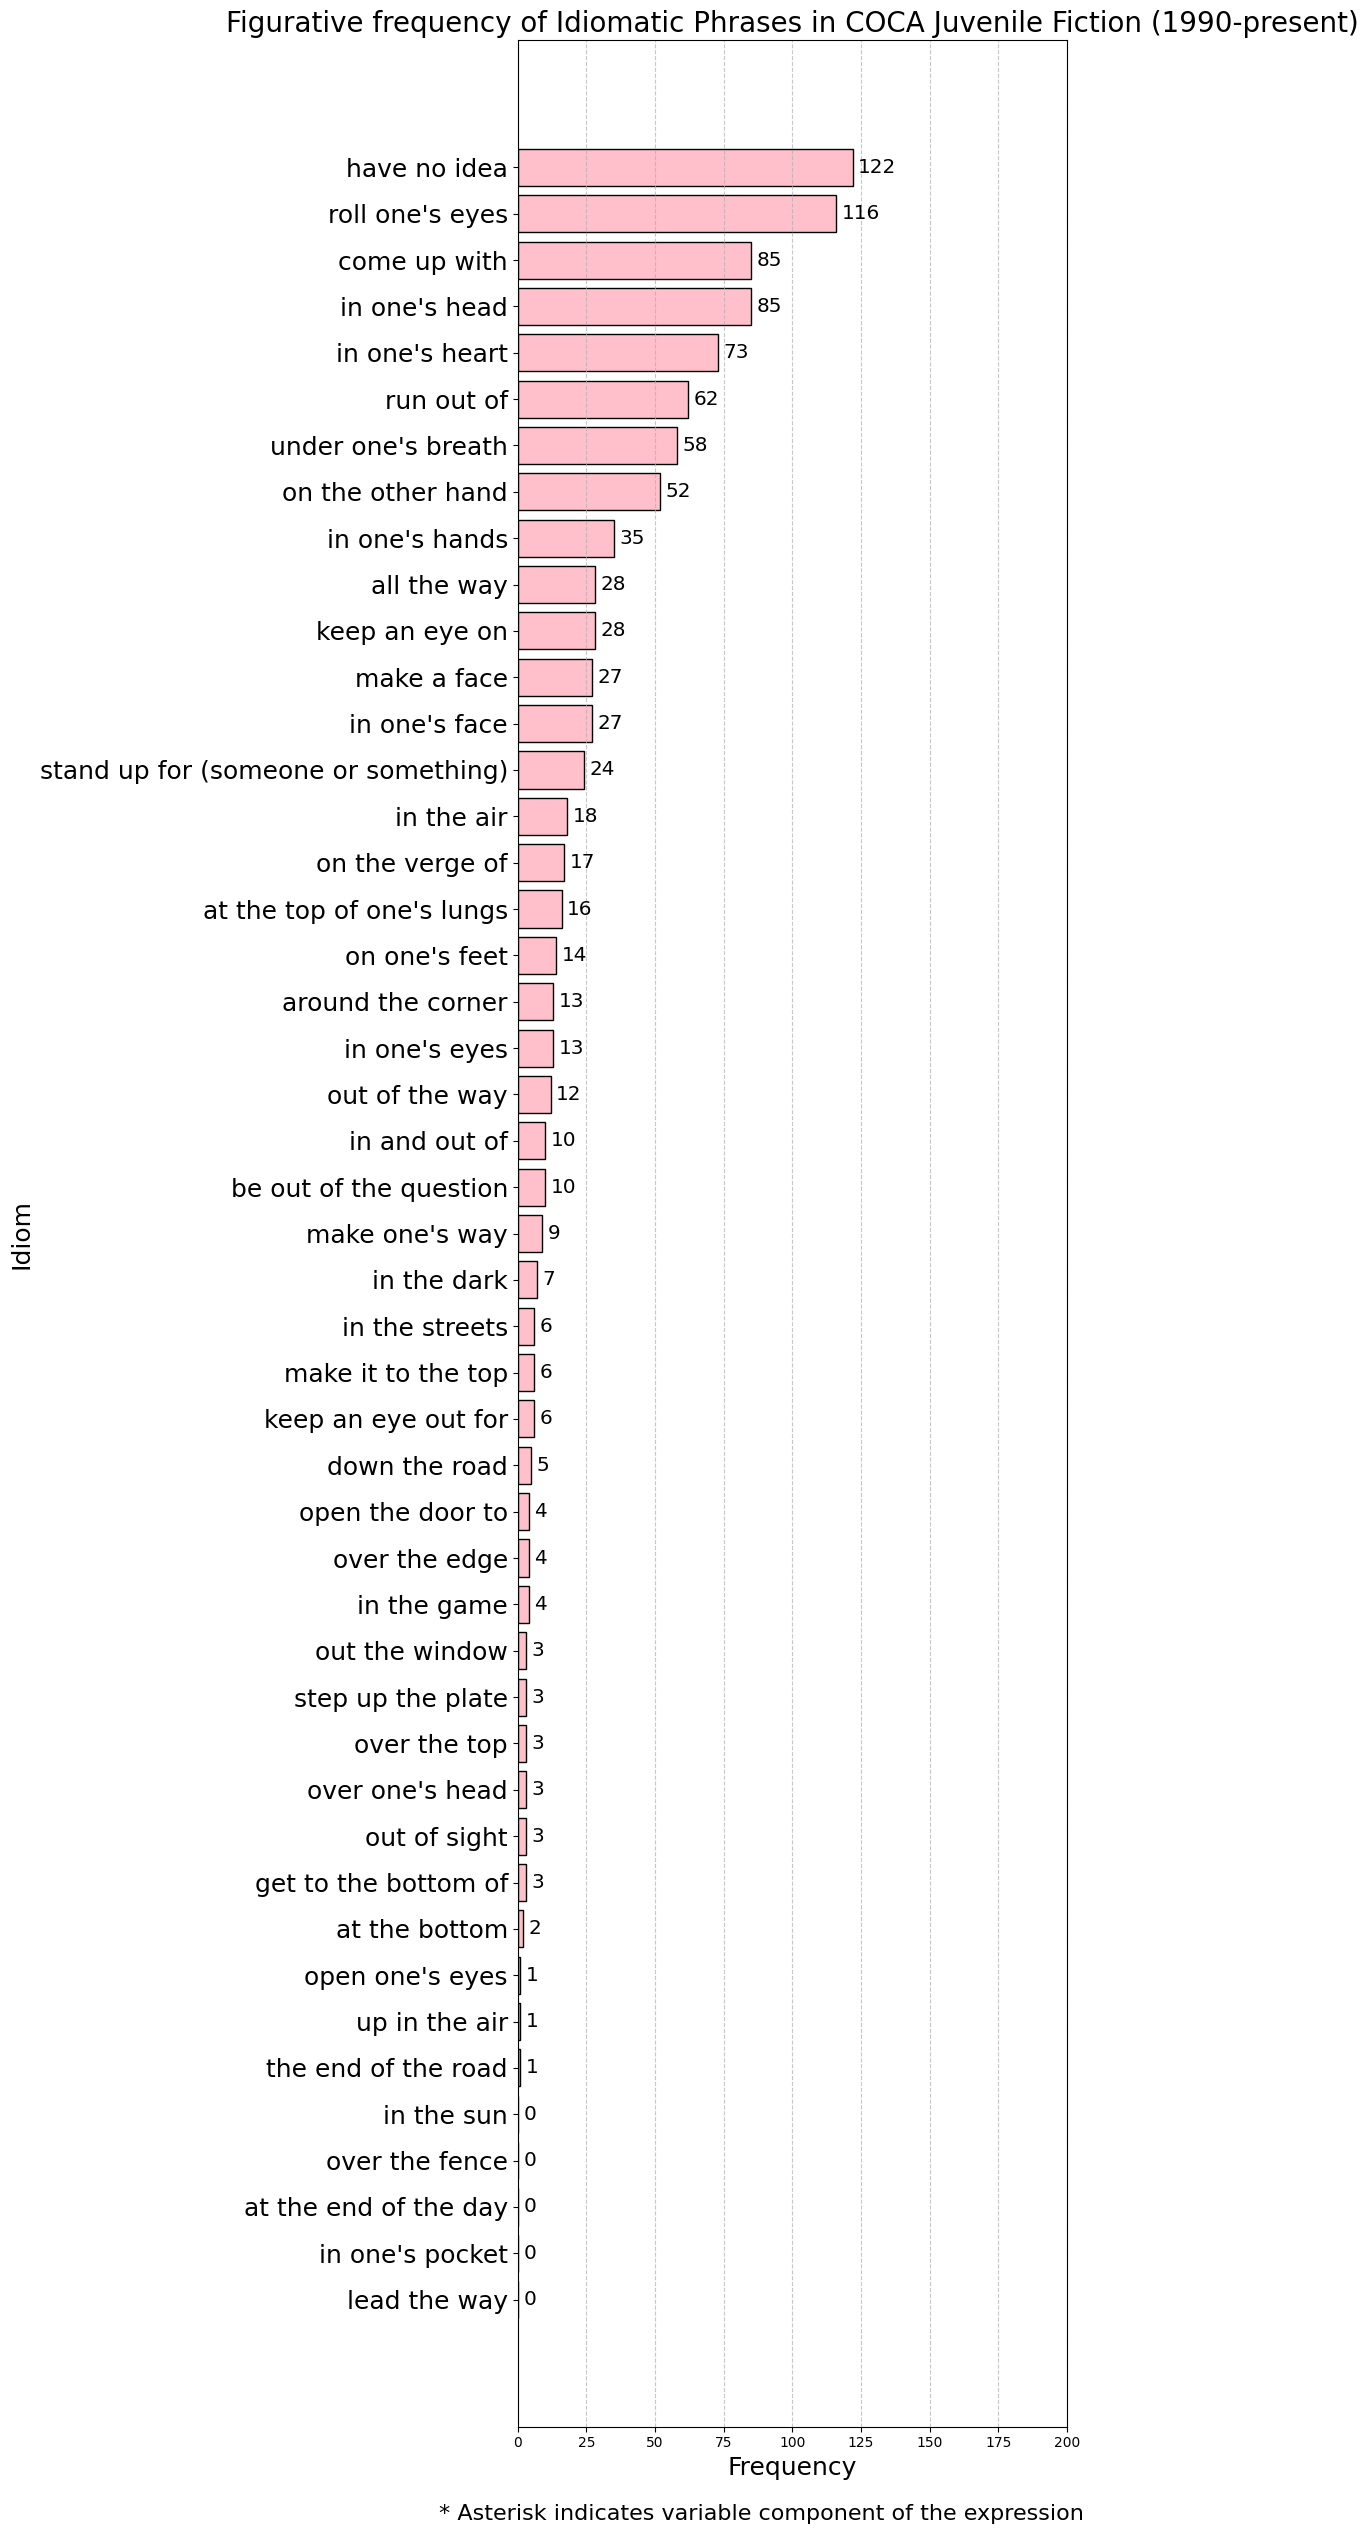 Figurative frequency of Idiomatic Phrases in COCA Juvenile Fiction (1990-present)
have no idea 122
roll one's eyes 116
come up with 85
in one's head 85
in one's heart 73
run out of 62
under one's breath 58
on the other hand 52
in one's hands 35
all the way 28
keep an eye on 28
make a face 27
in one's face 27
stand up for (someone or something) 24
in the air 18
on the verge of 17
at the top of one's lungs 16
on one's feet 14
around the corner 13
in one's eyes 13
out of the way 12
in and out of 10
be out of the question 10
make one's way 9
Idiom
in the dark 7
in the streets 6
make it to the top 6
keep an eye out for 6
down the road 5
open the door to 4
over the edge 4
in the game 4
out the window 3
step up the plate 3
over the top 3
over one's head 3
out of sight 3
get to the bottom of 3
at the bottom 2
open one's eyes 1
up in the air 1
the end of the road 1
in the sun 0
over the fence 0
at the end of the day 0
in one's pocket 0
lead the way 0
0 25 50 75 100 125 150 175 200
Frequency
* Asterisk indicates variable component of the expression